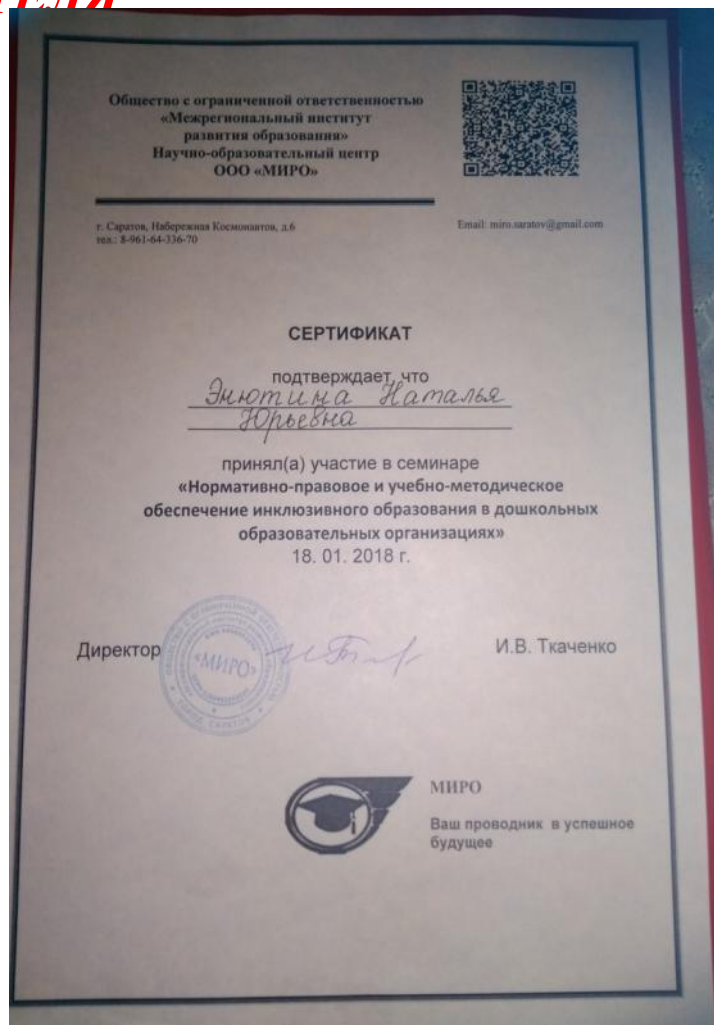 Общество с ограниченной ответственностью
«Межрегиональный институт
развития образования»
Научно-образовательный центр
ООО «МИРО»
г. Саратов, Набережная Космонавтов, д.6
тел.: 8-961-64-336-70
Email: miro.saratov@gmail.com
СЕРТИФИКАТ
подтверждает, что
Энютина Наталья
Юрьевна
принял(а) участие в семинаре
«Нормативно-правовое и учебно-методическое
обеспечение инклюзивного образования в дошкольных
образовательных организациях»
18. 01. 2018 г.
Директор
«МИРО»
И.В. Ткаченко
МИРО
Ваш проводник в успешное
будущее